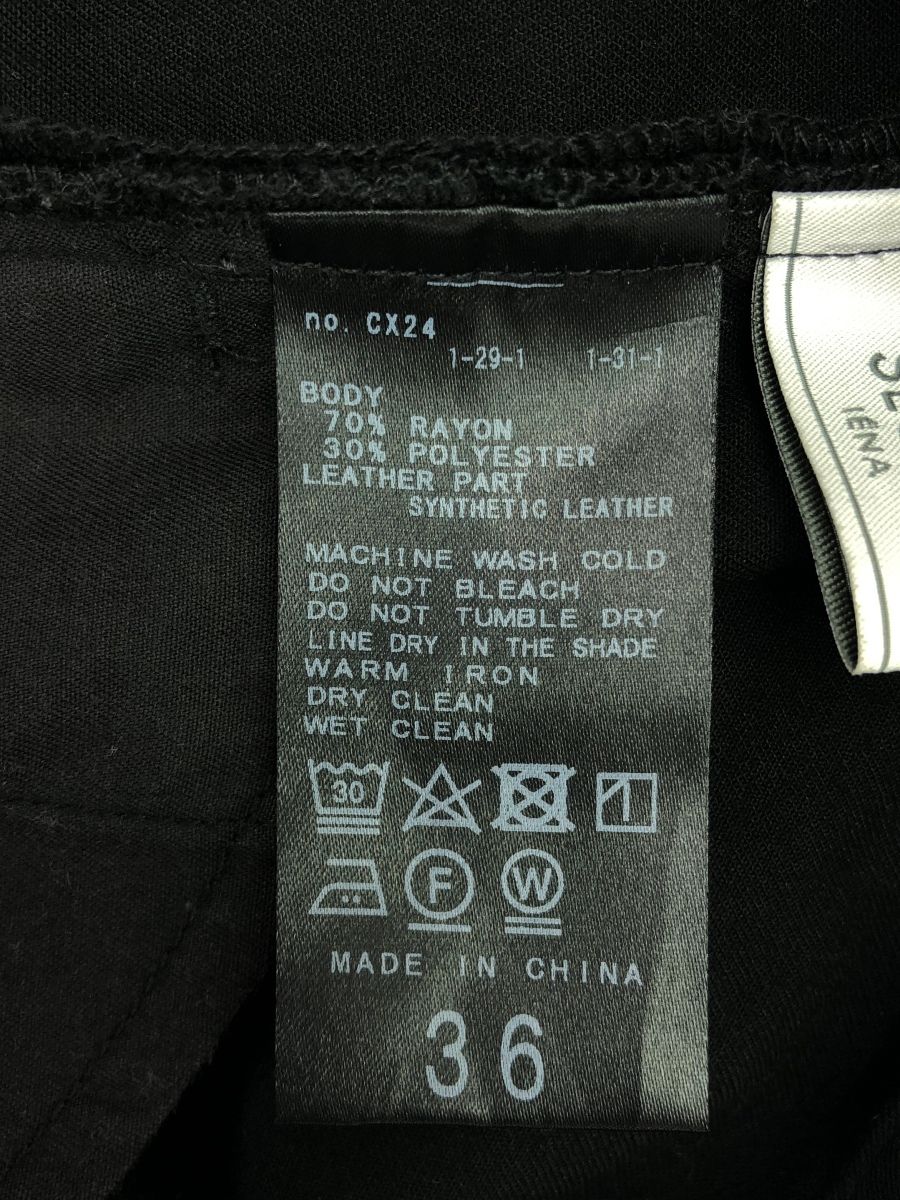 no. CX24
1-29-1 1-31-1
BODY
70% RAYON
30% POLYESTER
LEATHER PART
SYNTHETIC LEATHER
MACHINE WASH COLD
DO NOT BLEACH
DO NOT TUMBLE DRY
LINE DRY IN THE SHADE
WARM IRON
DRY CLEAN
WET CLEAN
30
F W
MADE IN CHINA
36
IENA